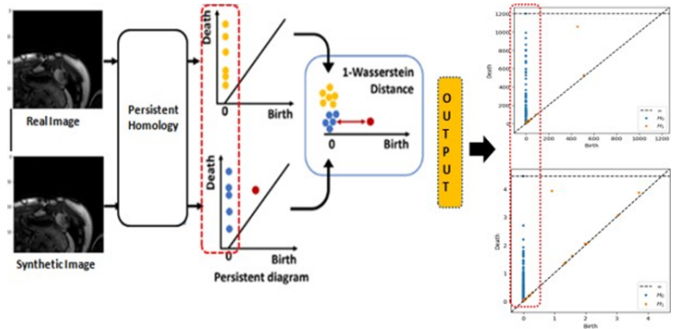 Real Image
Synthetic Image
Persistent
Homology
Death
0
Birth
Death
0
Birth
Persistent diagram
1-Wasserstein
Distance
0
OUTPUT
1200
1000
800
600
400
200
0
Death
0 200 400 600 800 1000 1200
Birth
∞
H₀
H₁
4
3
2
1
0
Death
0 1 2 3 4
Birth
∞
H₀
H₁